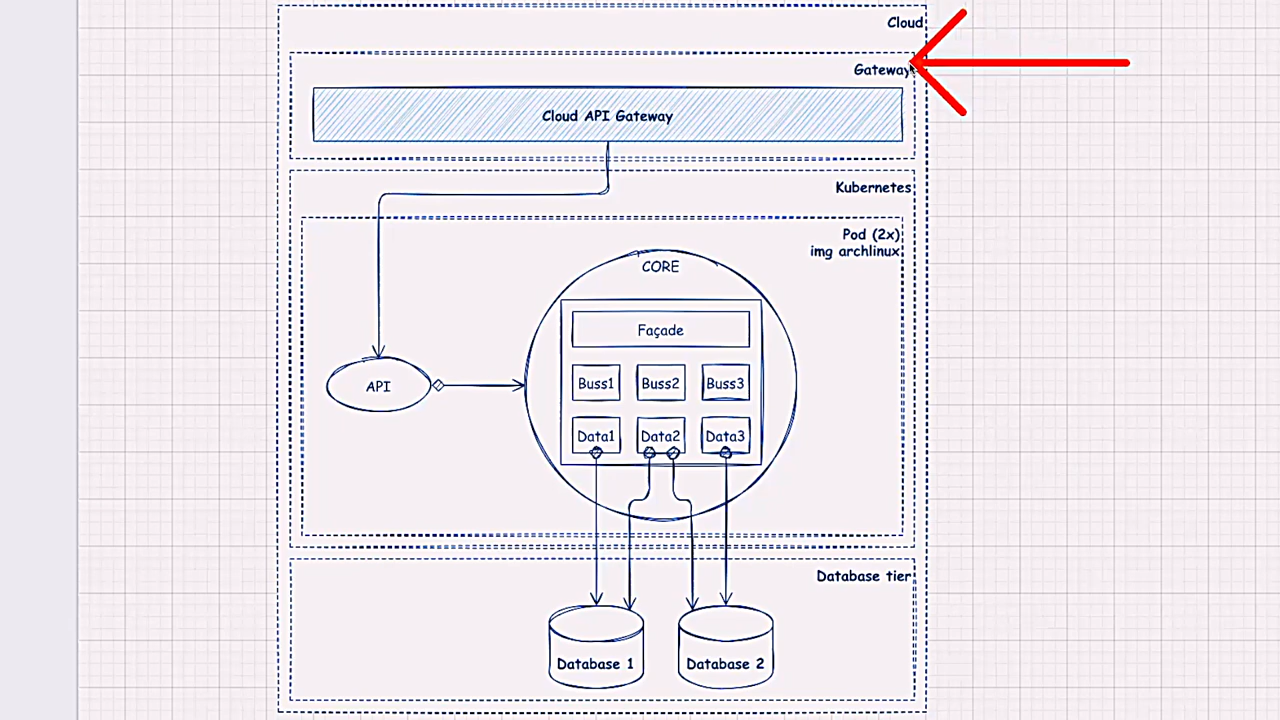 Cloud
Gateway
Cloud API Gateway
Kubernetes
Pod (2x)
img archlinux
CORE
Façade
API
Buss1 Buss2 Buss3
Data1 Data2 Data3
Database tier
Database 1 Database 2